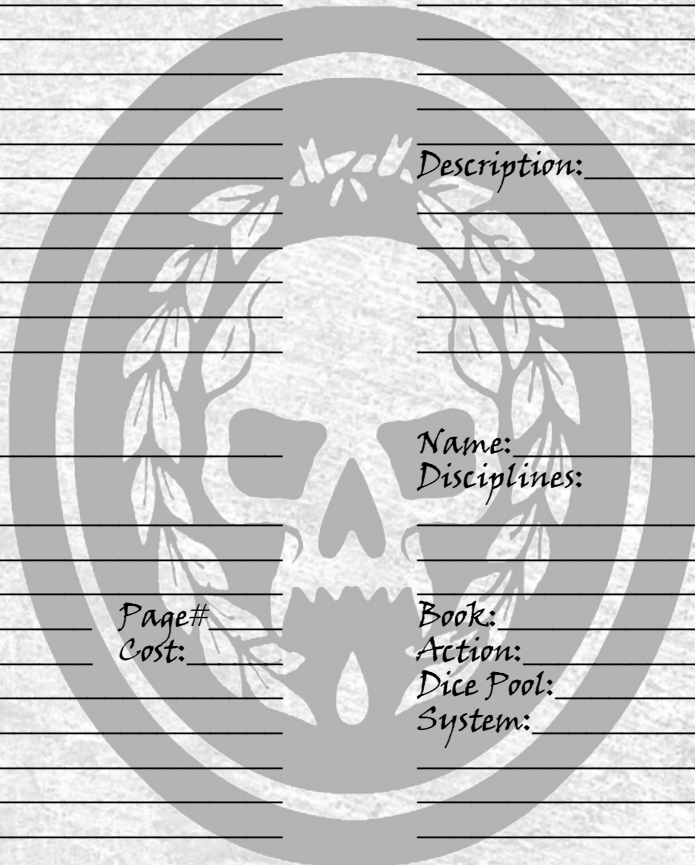 Description:
Name:
Disciplines:
Page#
Cost:
Book:
Action:
Dice Pool:
System: